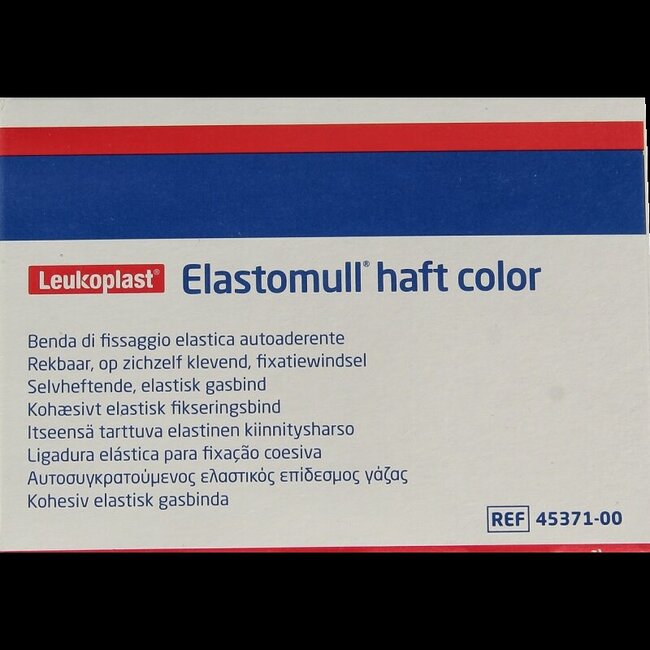 Leukoplast® Elastomull® haft color
Benda di fissaggio elastica autoaderente
Rekbaar, op zichzelf klevend, fixatiewindsel
Selvheftende, elastisk gasbind
Kohæsivt elastisk fikseringsbind
Itseensä tarttuva elastinen kiinnitysharso
Ligadura elástica para fixação coesiva
Αυτοσυγκρατούμενος ελαστικός επίδεσμος γάζας
Kohesiv elastisk gasbinda
REF 45371-00